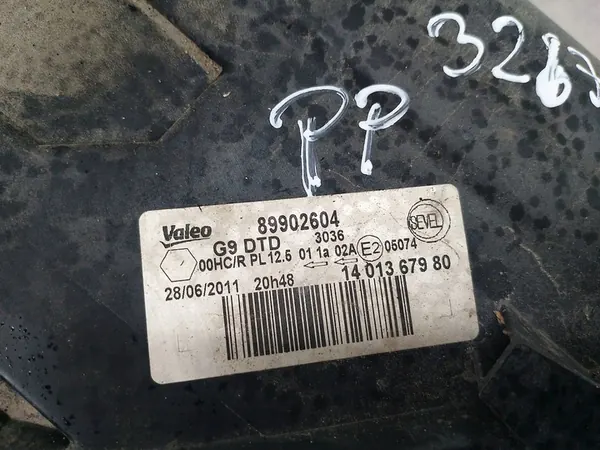 3267
PP
Valeo 89902604
G9 DTD 3036
00HC/R PL 12.6 01 1a 02A E2 05074
SEVEL
14 013 679 80
28/06/2011 20h48
L